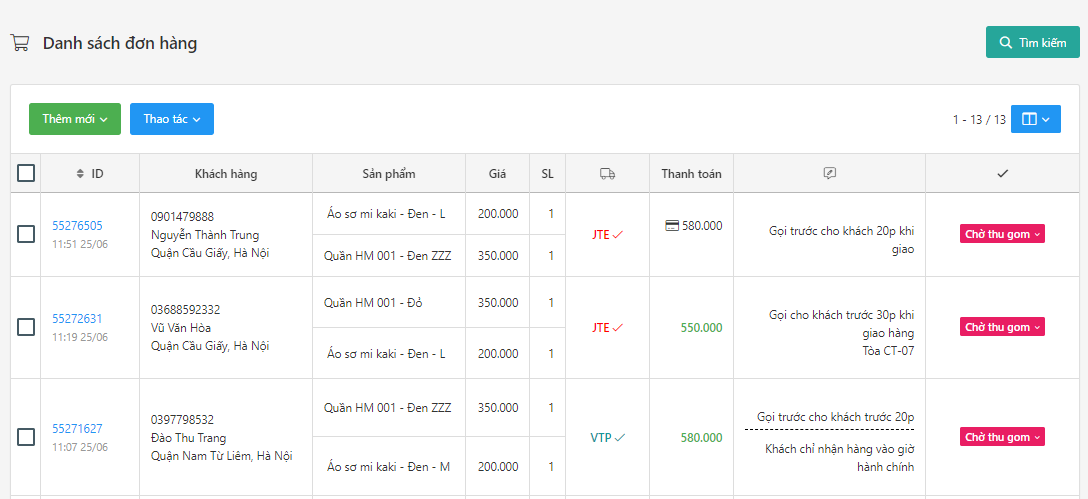 Danh sách đơn hàng
Tìm kiếm
Thêm mới
Thao tác
1 - 13 / 13
ID
Khách hàng
Sản phẩm
Giá
SL
Thanh toán
55276505
11:51 25/06
0901479888
Nguyễn Thành Trung
Quận Cầu Giấy, Hà Nội
Áo sơ mi kaki - Đen - L
200.000
1
Quần HM 001 - Đen ZZZ
350.000
1
JTE
580.000
Gọi trước cho khách 20p khi
giao
Chờ thu gom
55272631
11:19 25/06
03688592332
Vũ Văn Hòa
Quận Cầu Giấy, Hà Nội
Quần HM 001 - Đỏ
350.000
1
Áo sơ mi kaki - Đen - L
200.000
1
JTE
550.000
Gọi cho khách trước 30p khi
giao hàng
Tòa CT-07
Chờ thu gom
55271627
11:07 25/06
0397798532
Đào Thu Trang
Quận Nam Từ Liêm, Hà Nội
Quần HM 001 - Đen ZZZ
350.000
1
Áo sơ mi kaki - Đen - M
200.000
1
VTP
580.000
Gọi trước cho khách trước 20p
Khách chỉ nhận hàng vào giờ
hành chính
Chờ thu gom